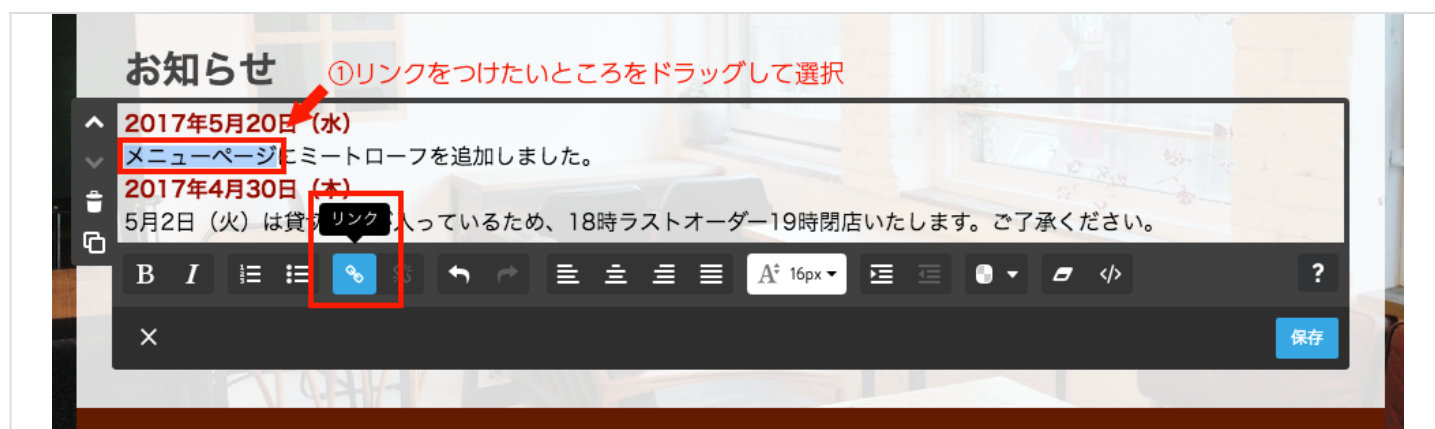 お知らせ
①リンクをつけたいところをドラッグして選択
2017年5月20日（水）
メニューページにミートローフを追加しました。
2017年4月30日（木）
リンク
5月2日（火）は貸 入っているため、18時ラストオーダー19時閉店いたします。ご了承ください。
B I A 16px </> ?
× 保存